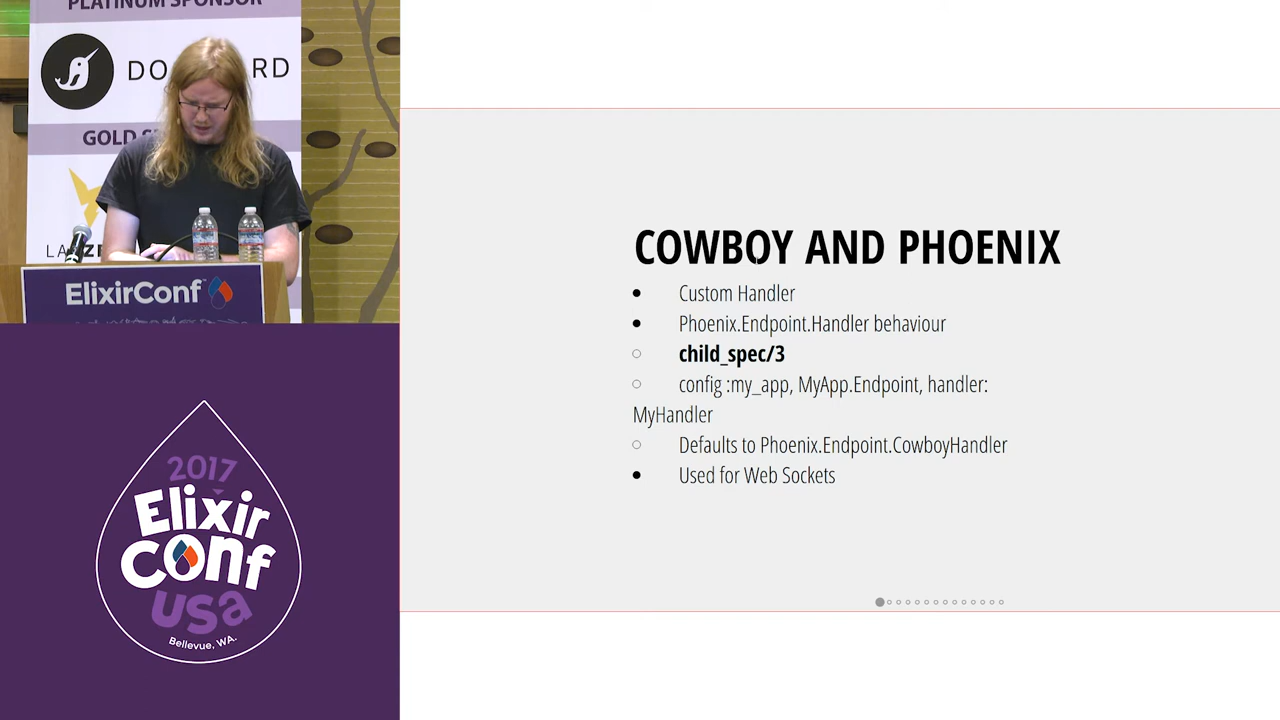 PLATINUM SPONSOR
DO RD
GOLD
LA
ElixirConf
2017
Elixir
Conf
USA
Bellevue, WA.
COWBOY AND PHOENIX
• Custom Handler
• Phoenix.Endpoint.Handler behaviour
○ child_spec/3
○ config :my_app, MyApp.Endpoint, handler:
MyHandler
○ Defaults to Phoenix.Endpoint.CowboyHandler
• Used for Web Sockets